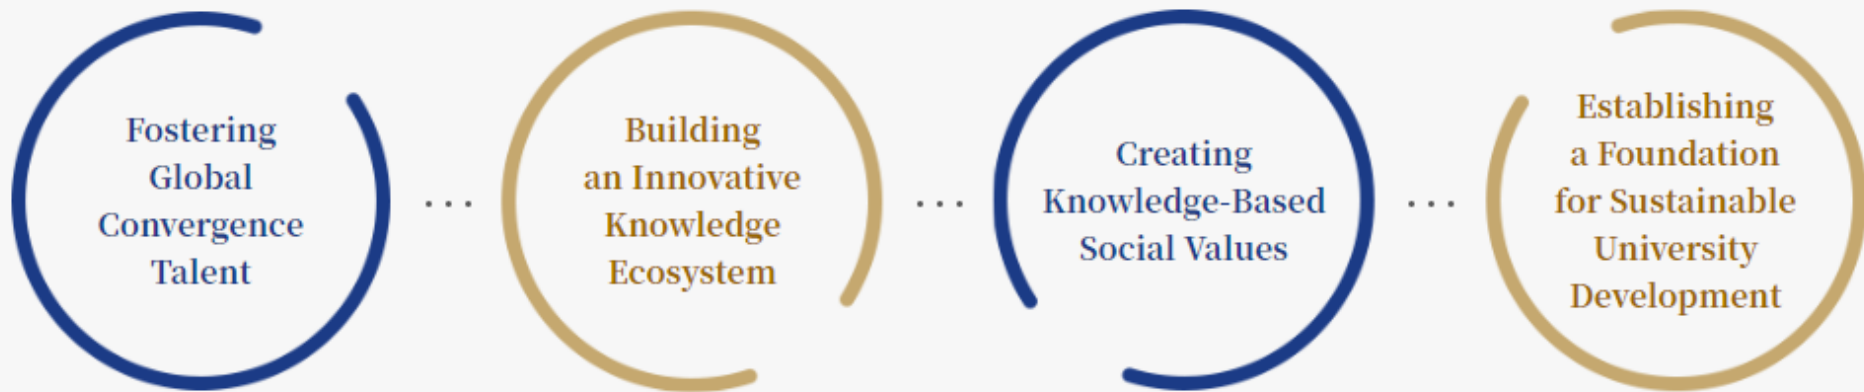 Fostering
Global
Convergence
Talent
Building
an Innovative
Knowledge
Ecosystem
Creating
Knowledge-Based
Social Values
Establishing
a Foundation
for Sustainable
University
Development